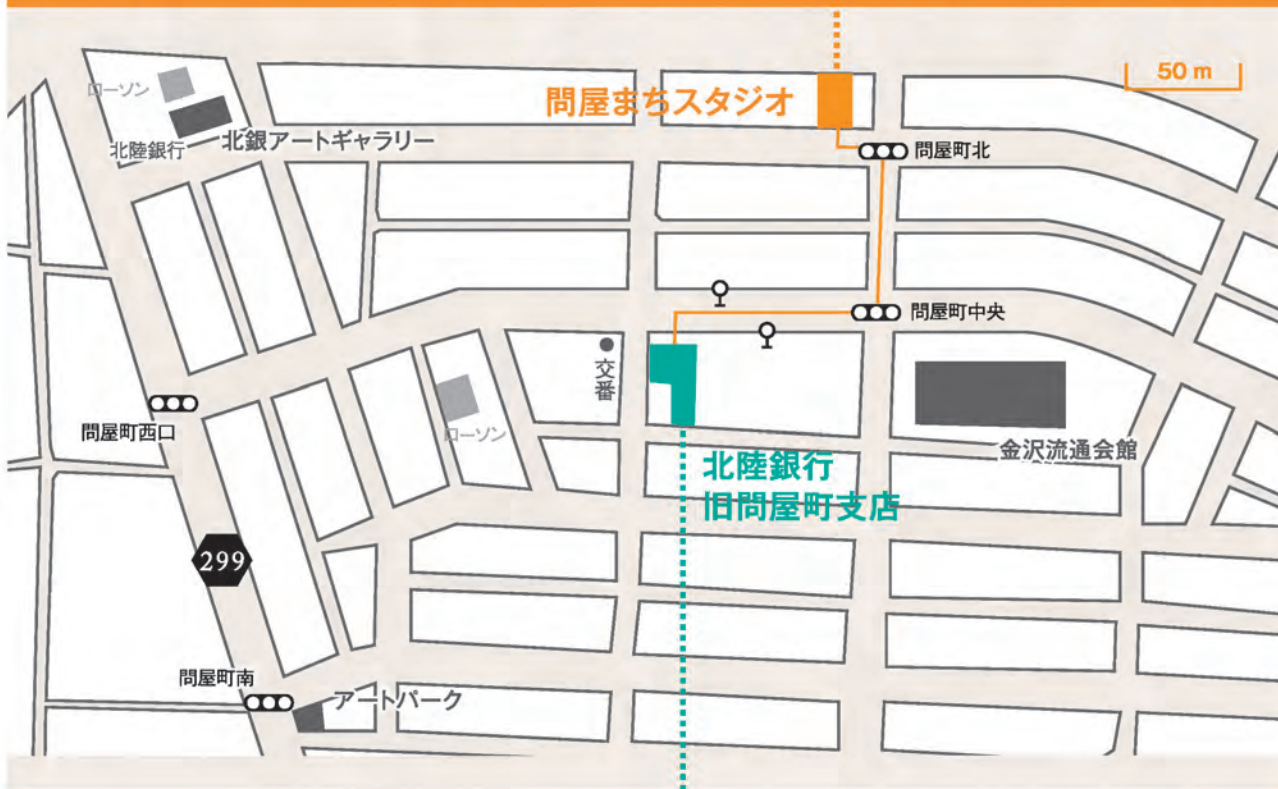 50 m
ローソン
問屋まちスタジオ
北銀アートギャラリー
北陸銀行
問屋町北
問屋町中央
交番
問屋町西口
ローソン
金沢流通会館
北陸銀行
旧問屋町支店
299
問屋町南
アートパーク